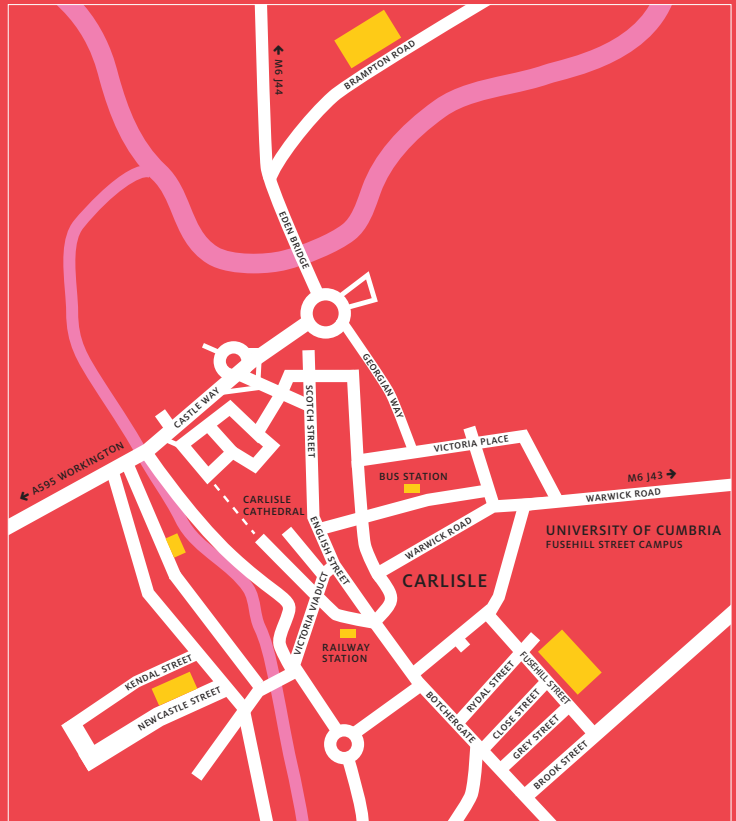 ← M6 J44
BRAMPTON ROAD
EDEN BRIDGE
GEORGIAN WAY
CASTLE WAY
SCOTCH STREET
← A595 WORKINGTON
VICTORIA PLACE
BUS STATION
M6 J43 →
WARWICK ROAD
CARLISLE
CATHEDRAL
ENGLISH STREET
WARWICK ROAD
UNIVERSITY OF CUMBRIA
FUSEHILL STREET CAMPUS
CARLISLE
VICTORIA VIADUCT
RAILWAY
STATION
KENDAL STREET
NEWCASTLE STREET
BOTCHERGATE
RYDAL STREET
FUSEHILL STREET
CLOSE STREET
GREY STREET
BROOK STREET